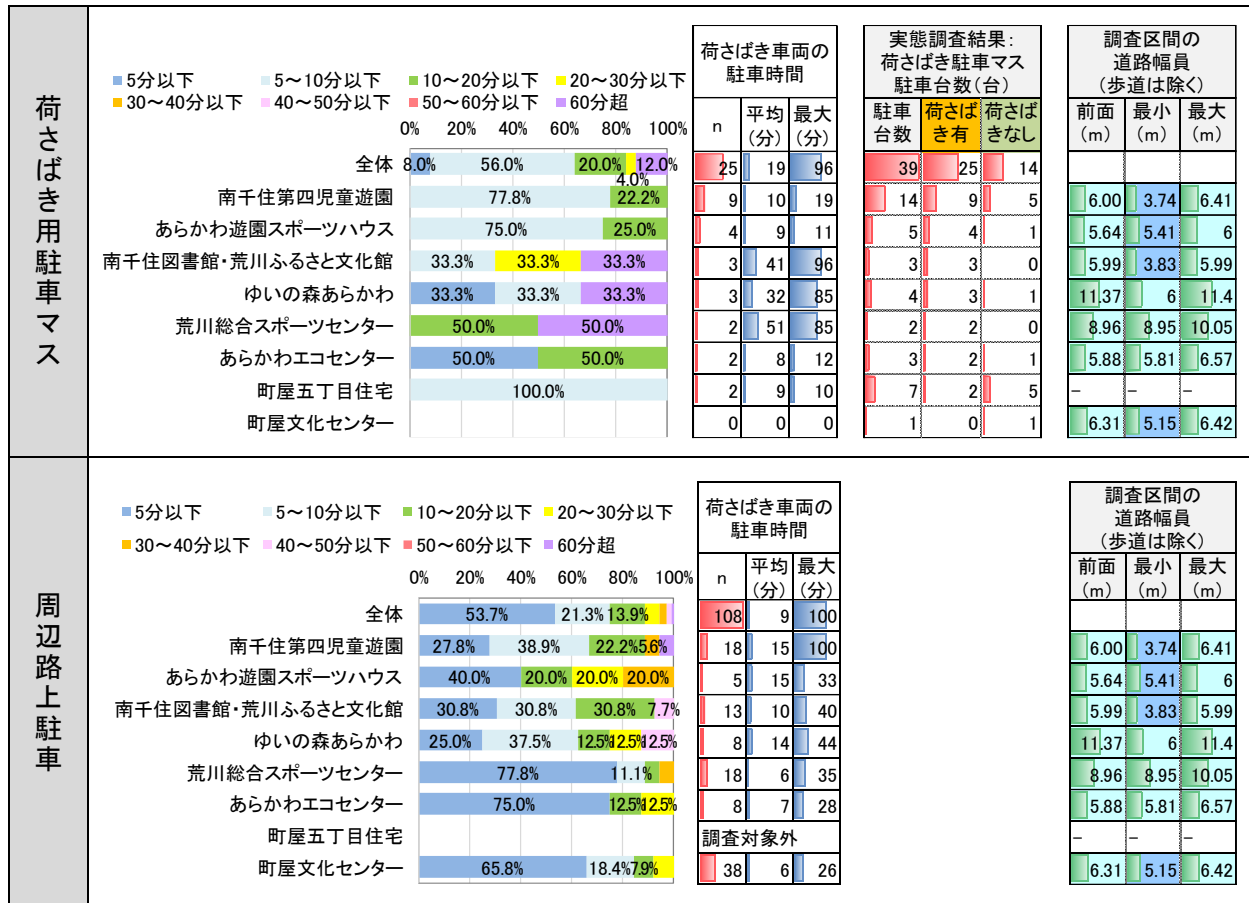 荷さばき用駐車マス
■5分以下 ■5～10分以下 ■10～20分以下 ■20～30分以下
■30～40分以下 ■40～50分以下 ■50～60分以下 ■60分超
0% 20% 40% 60% 80% 100%
荷さばき車両の
駐車時間
n 平均(分) 最大(分)
実態調査結果:
荷さばき駐車マス
駐車台数(台)
駐車台数 荷さばき有 荷さばきなし
調査区間の
道路幅員
(歩道は除く)
前面(m) 最小(m) 最大(m)
全体 8.0% 56.0% 20.0% 4.0% 12.0% 25 19 96 39 25 14
南千住第四児童遊園 77.8% 22.2% 9 10 19 14 9 5 6.00 3.74 6.41
あらかわ遊園スポーツハウス 75.0% 25.0% 4 9 11 5 4 1 5.64 5.41 6
南千住図書館・荒川ふるさと文化館 33.3% 33.3% 33.3% 3 41 96 3 3 0 5.99 3.83 5.99
ゆいの森あらかわ 33.3% 33.3% 33.3% 3 32 85 4 3 1 11.37 6 11.4
荒川総合スポーツセンター 50.0% 50.0% 2 51 85 2 2 0 8.96 8.95 10.05
あらかわエコセンター 50.0% 50.0% 2 8 12 3 2 1 5.88 5.81 6.57
町屋五丁目住宅 100.0% 2 9 10 7 2 5 － － －
町屋文化センター 0 0 0 1 0 1 6.31 5.15 6.42
0% 20% 40% 60% 80% 100%
周辺路上駐車
■5分以下 ■5～10分以下 ■10～20分以下 ■20～30分以下
■30～40分以下 ■40～50分以下 ■50～60分以下 ■60分超
0% 20% 40% 60% 80% 100%
荷さばき車両の
駐車時間
n 平均(分) 最大(分)
調査区間の
道路幅員
(歩道は除く)
前面(m) 最小(m) 最大(m)
全体 53.7% 21.3% 13.9% 108 9 100
南千住第四児童遊園 27.8% 38.9% 22.2% 5.6% 18 15 100 6.00 3.74 6.41
あらかわ遊園スポーツハウス 40.0% 20.0% 20.0% 20.0% 5 15 33 5.64 5.41 6
南千住図書館・荒川ふるさと文化館 30.8% 30.8% 30.8% 7.7% 13 10 40 5.99 3.83 5.99
ゆいの森あらかわ 25.0% 37.5% 12.5% 12.5% 12.5% 8 14 44 11.37 6 11.4
荒川総合スポーツセンター 77.8% 11.1% 18 6 35 8.96 8.95 10.05
あらかわエコセンター 75.0% 12.5% 12.5% 8 7 28 5.88 5.81 6.57
町屋五丁目住宅 調査対象外 － － －
町屋文化センター 65.8% 18.4% 7.9% 38 6 26 6.31 5.15 6.42